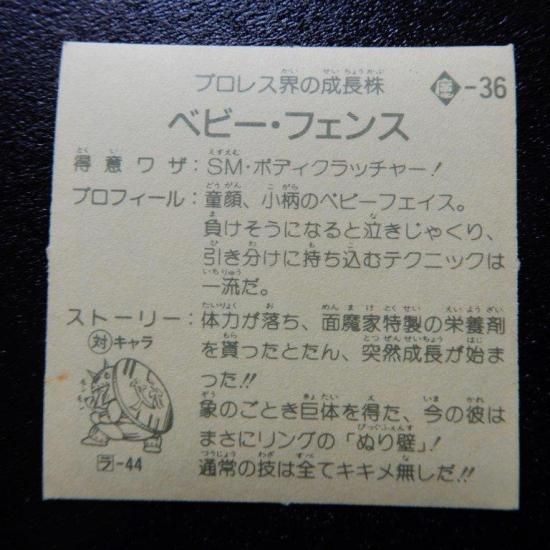 プロレス界の成長株 魔-36
ベビー・フェンス
得意ワザ:SM・ボディクラッチャー!
プロフィール:童顔、小柄のベビーフェイス。
負けそうになると泣きじゃくり、
引き分けに持ち込むテクニックは
一流だ。
ストーリー:体力が落ち、面魔家特製の栄養剤
を貰ったとたん、突然成長が始ま
った!!
象のごとき巨体を得た、今の彼は
まさにリングの「ぬり壁」!
通常の技は全てキキメ無しだ!!
対キャラ
モンモン
ラ-44